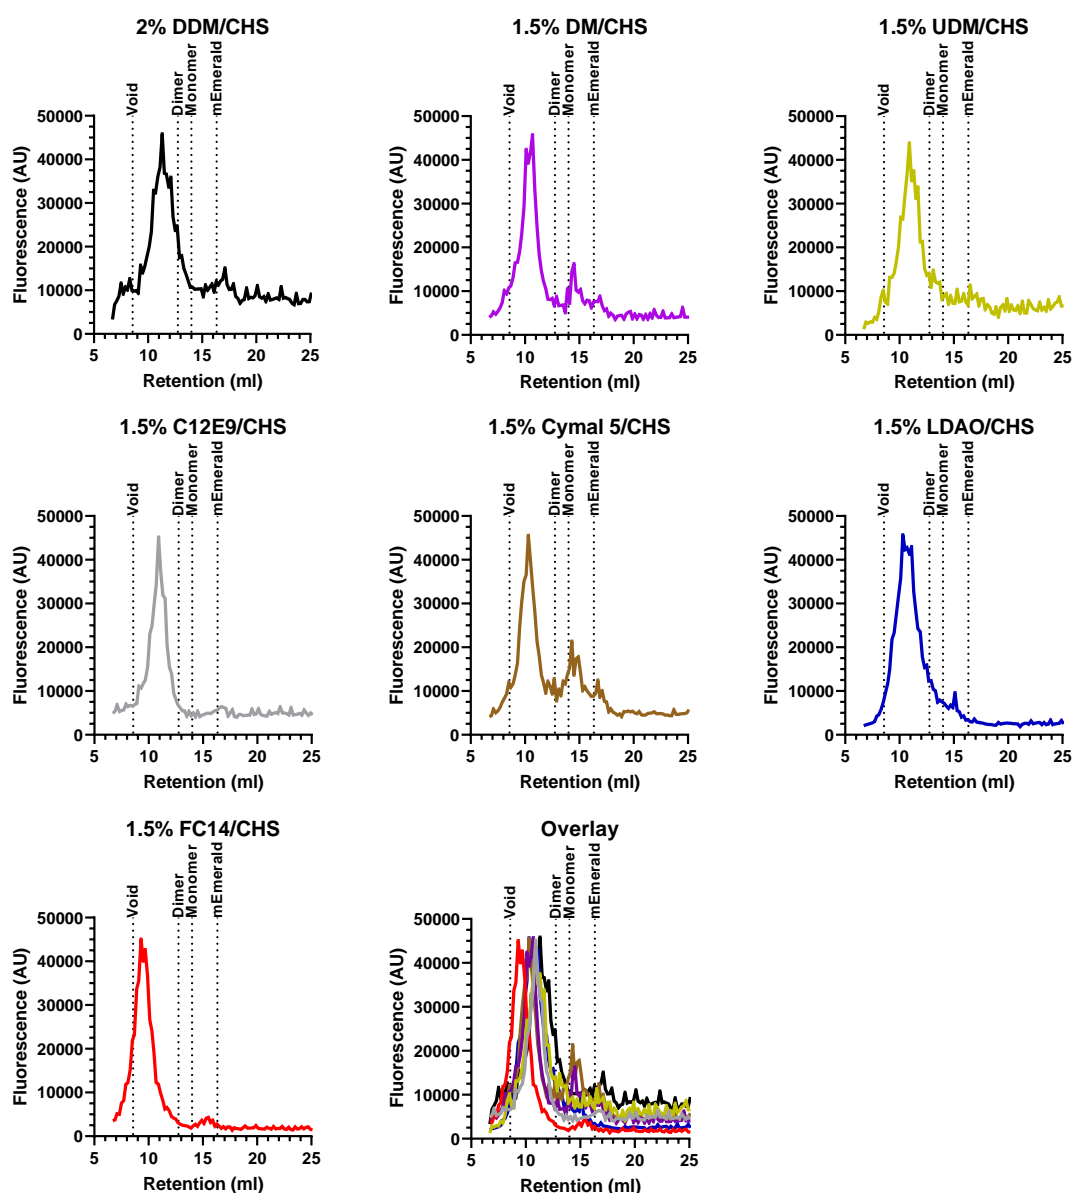 2% DDM/CHS
Void
Dimer
Monomer
mEmerald
Fluorescence (AU)
50000
40000
30000
20000
10000
0
5 10 15 20 25
Retention (ml)
1.5% DM/CHS
Void
Dimer
Monomer
mEmerald
Fluorescence (AU)
50000
40000
30000
20000
10000
0
5 10 15 20 25
Retention (ml)
1.5% UDM/CHS
Void
Dimer
Monomer
mEmerald
Fluorescence (AU)
50000
40000
30000
20000
10000
0
5 10 15 20 25
Retention (ml)
1.5% C12E9/CHS
Void
Dimer
Monomer
mEmerald
Fluorescence (AU)
50000
40000
30000
20000
10000
0
5 10 15 20 25
Retention (ml)
1.5% Cymal 5/CHS
Void
Dimer
Monomer
mEmerald
Fluorescence (AU)
50000
40000
30000
20000
10000
0
5 10 15 20 25
Retention (ml)
1.5% LDAO/CHS
Void
Dimer
Monomer
mEmerald
Fluorescence (AU)
50000
40000
30000
20000
10000
0
5 10 15 20 25
Retention (ml)
1.5% FC14/CHS
Void
Dimer
Monomer
mEmerald
Fluorescence (AU)
50000
40000
30000
20000
10000
0
5 10 15 20 25
Retention (ml)
Overlay
Void
Dimer
Monomer
mEmerald
Fluorescence (AU)
50000
40000
30000
20000
10000
0
5 10 15 20 25
Retention (ml)